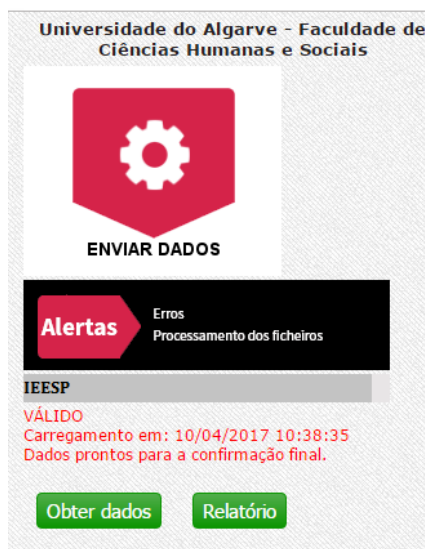 Universidade do Algarve - Faculdade de
Ciências Humanas e Sociais
ENVIAR DADOS
Alertas
Erros
Processamento dos ficheiros
IEESP
VÁLIDO
Carregamento em: 10/04/2017 10:38:35
Dados prontos para a confirmação final.
Obter dados
Relatório